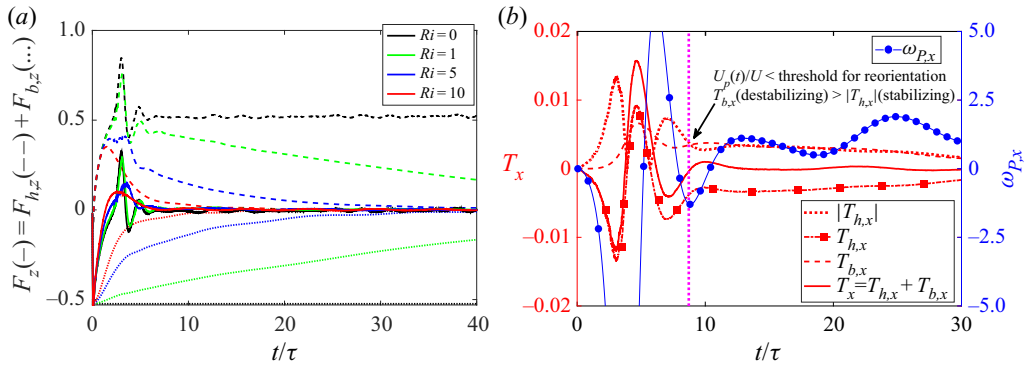 (a)
F_z(—) = F_{h,z}(– –) + F_{b,z}(...)
1.0
0.5
0
−0.5
0
10
20
30
40
t/τ
Ri = 0
Ri = 1
Ri = 5
Ri = 10
(b)
T_x
0.02
0.01
0
−0.01
−0.02
0
10
20
30
t/τ
5.0
2.5
0
−2.5
−5.0
ω_{P,x}
ω_{P,x}
U_p(t)/U < threshold for reorientation
T_{b,x}(destabilizing) > |T_{h,x}|(stabilizing)
|T_{h,x}|
T_{h,x}
T_{b,x}
T_x=T_{h,x} + T_{b,x}